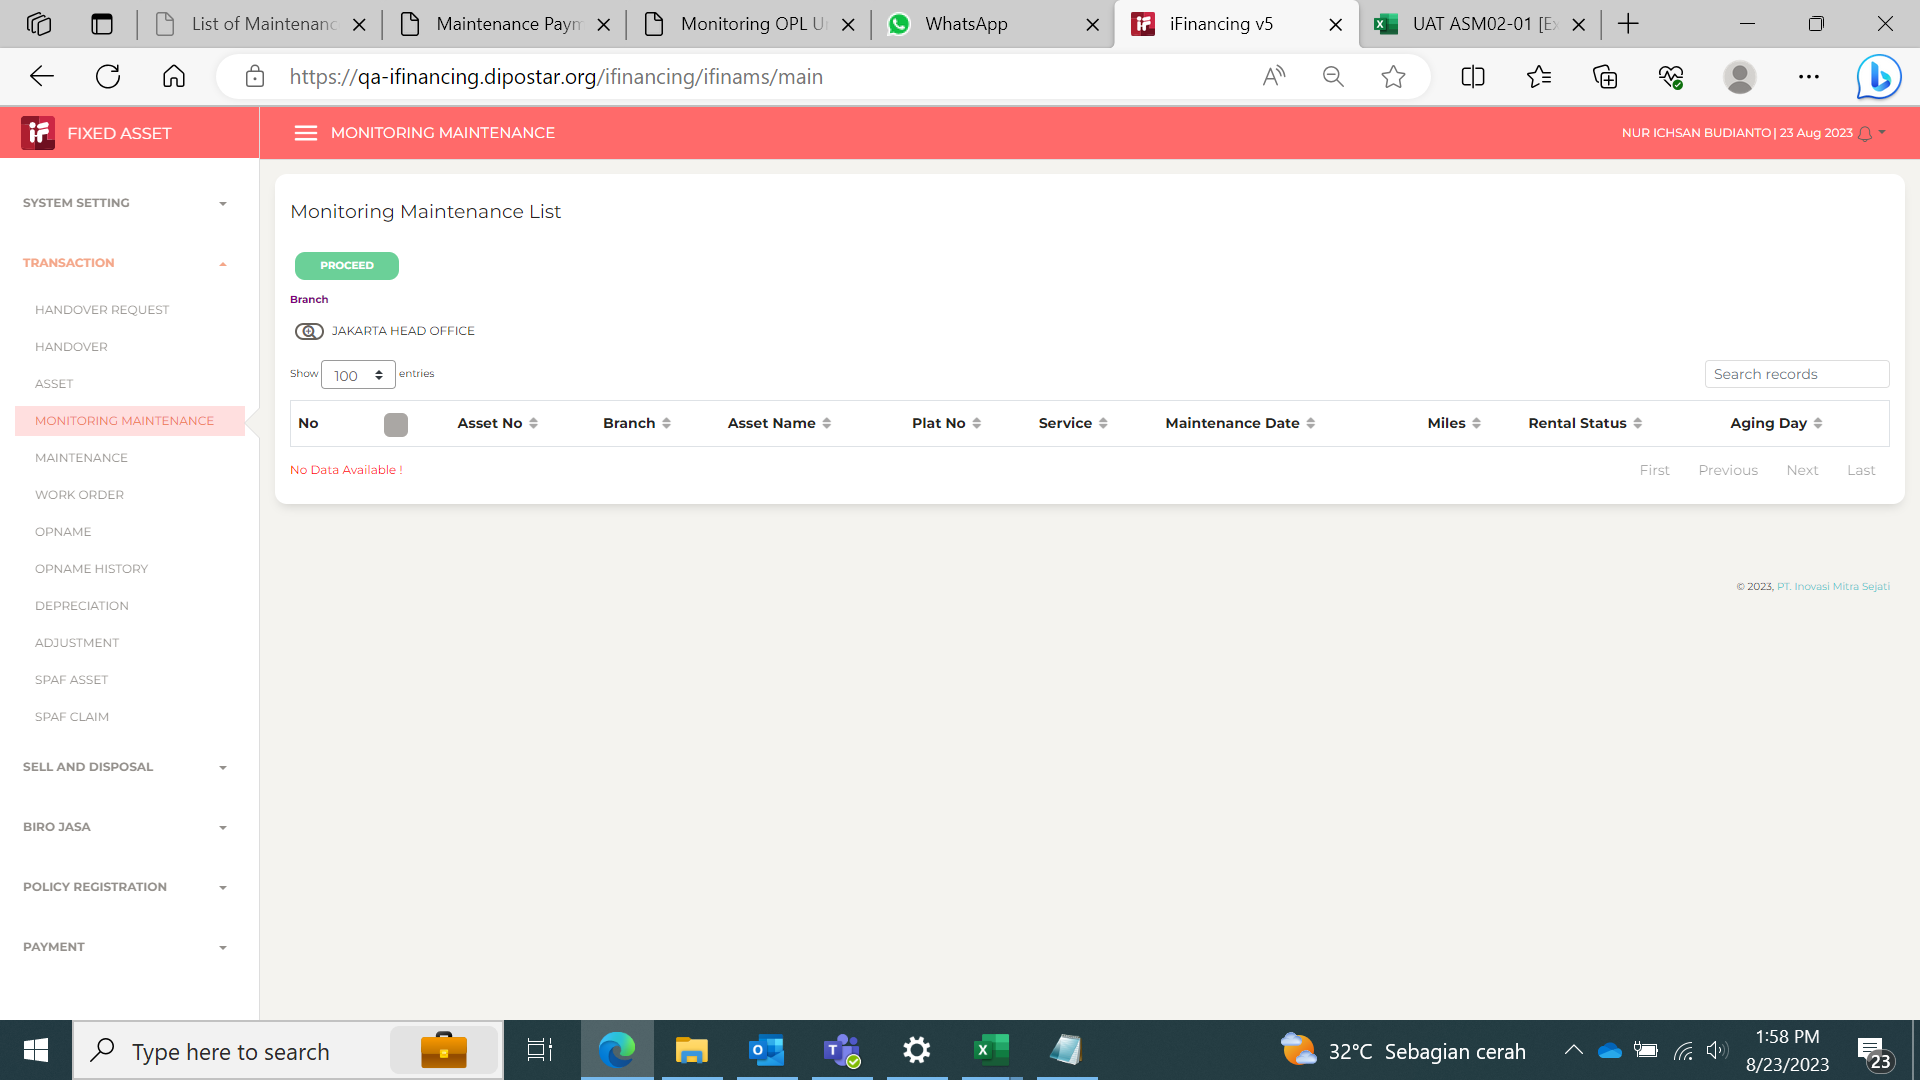 List of Maintenanc
Maintenance Paym
Monitoring OPL U
WhatsApp
iFinancing v5
UAT ASM02-01 [Ex
https://qa-ifinancing.dipostar.org/ifinancing/ifinams/main
iF FIXED ASSET
MONITORING MAINTENANCE
NUR ICHSAN BUDIANTO | 23 Aug 2023
SYSTEM SETTING
TRANSACTION
HANDOVER REQUEST
HANDOVER
ASSET
MONITORING MAINTENANCE
MAINTENANCE
WORK ORDER
OPNAME
OPNAME HISTORY
DEPRECIATION
ADJUSTMENT
SPAF ASSET
SPAF CLAIM
SELL AND DISPOSAL
BIRO JASA
POLICY REGISTRATION
PAYMENT
Monitoring Maintenance List
PROCEED
Branch
JAKARTA HEAD OFFICE
Show 100 entries
Search records
No Asset No Branch Asset Name Plat No Service Maintenance Date Miles Rental Status Aging Day
No Data Available !
First Previous Next Last
© 2023, PT. Inovasi Mitra Sejati
Type here to search
32°C Sebagian cerah
1:58 PM
8/23/2023
23